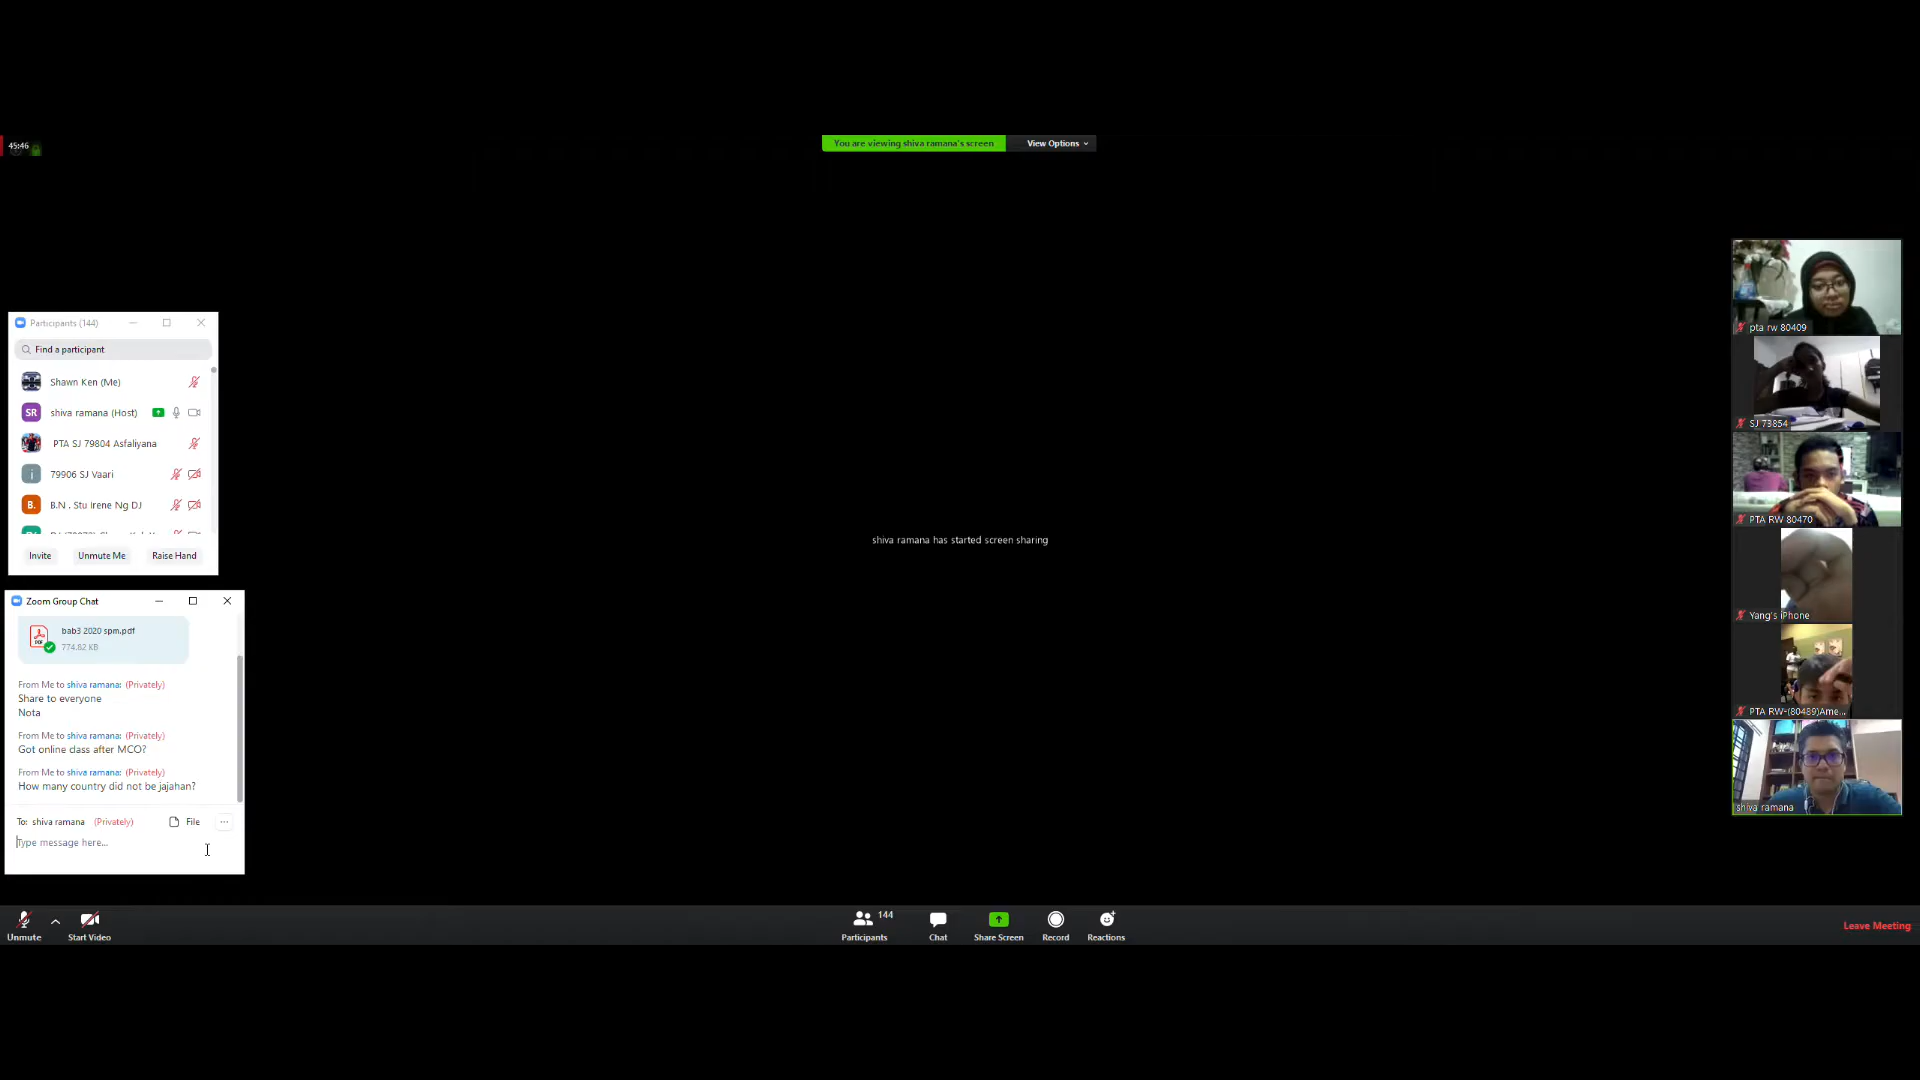 45:46
You are viewing shiva ramana's screen
View Options
Participants (144)
Find a participant
Shawn Ken (Me)
SR
shiva ramana (Host)
PTA SJ 79804 Asfaliyana
i
79906 SJ Vaari
B.
B.N . Stu Irene Ng DJ
Invite
Unmute Me
Raise Hand
Zoom Group Chat
PDF
bab3 2020 spm.pdf
774.82 KB
From Me to shiva ramana: (Privately)
Share to everyone
Nota
From Me to shiva ramana: (Privately)
Got online class after MCO?
From Me to shiva ramana: (Privately)
How many country did not be jajahan?
To: shiva ramana (Privately)
File
...
Type message here...
shiva ramana has started screen sharing
pta rw 80409
SJ 73854
PTA RW 80470
Yang's iPhone
PTA RW-(80489)Ame...
shiva ramana
Unmute
Start Video
144
Participants
Chat
Share Screen
Record
Reactions
Leave Meeting